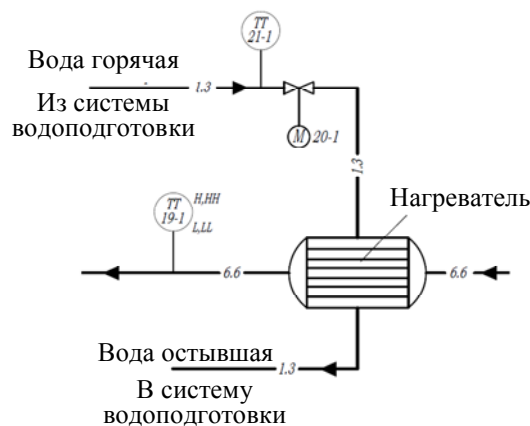 TT
21-1
Вода горячая
1.3
Из системы
водоподготовки
M 20-1
1.3
Нагреватель
TT
19-1
H,HH
L,LL
6.6
6.6
Вода остывшая
1.3
В систему
водоподготовки